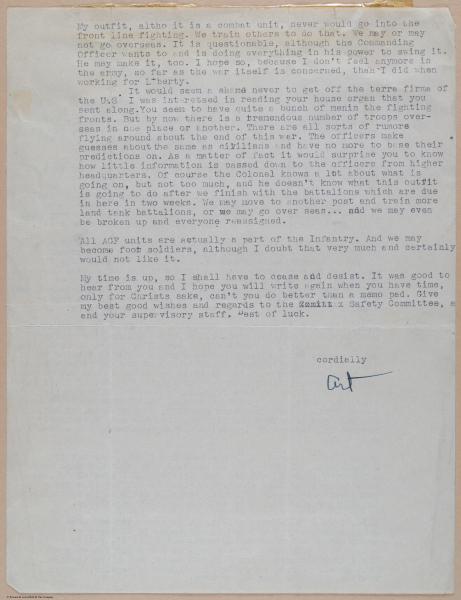 My outfit, altho it is a combat unit, never would go into the
front line fighting. We train others to do that. We may or may
not go overseas. It is questionable, although the Commanding
Officer wants to and is doing everything in his power to swing it.
He may make it, too. I hope so, because I don't feel anymore in
the army, so far as the war itself is concerned, than I did when
working for Liberty.
It would seem a shame never to get off the terre firma of
the U.S. I was intrested in reading your house organ that you
sent along.You seem to have quite a bunch of menin the fighting
fronts. But by now there is a tremendous number of troops over-
seas in one place or another. There are all sorts of rumors
flying around about the end of this war. The officers make
guesses about the same as civilians and have no more to base their
predictions on. As a matter of fact it would surprise you to know
how little information is passed down to the officers from higher
headquarters. Of course the Colonel knows a lot about what is
going on, but not too much, and he doesn't know what this outfit
is going to do after we finish with the battalions which are due
in here in two weeks. We may move to another post and train more
land tank battalions, or we may go over seas... and we may even
be broken up and everyone reassigned.
All AGF units are actually a part of the Infantry. And we may
become foot soldiers, although I doubt that very much and certainly
would not like it.
My time is up, so I shall have to cease and desist. It was good to
hear from you and I hope you will write again when you have time,
only for Christs sake, can't you do better than a memo pad. Give
my best good wishes and regards to the x Safety Committee, a
and your supervisory staff. Best of luck.
cordially
Art